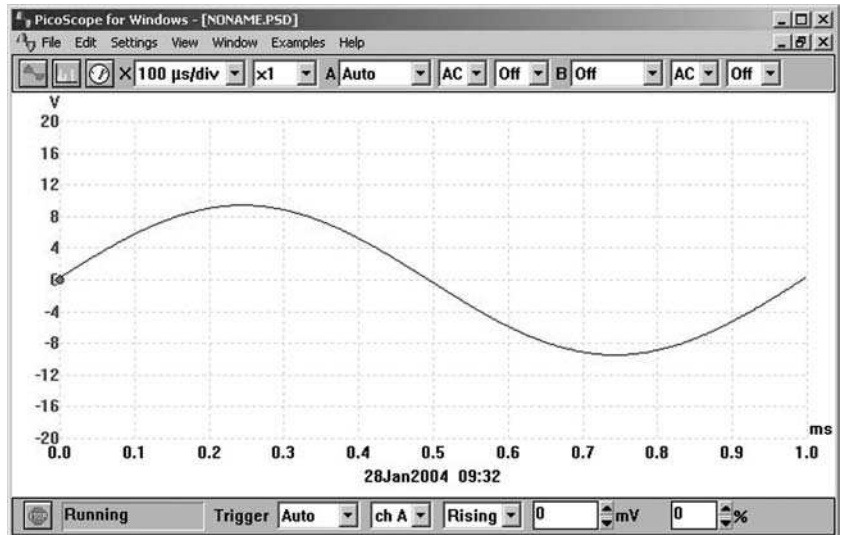 PicoScope for Windows - [NONAME.PSD]
File Edit Settings View Window Examples Help
X 100 µs/div x1 A Auto AC Off B Off AC Off
V
20
16
12
8
4
0
-4
-8
-12
-16
-20
ms
0.0 0.1 0.2 0.3 0.4 0.5 0.6 0.7 0.8 0.9 1.0
28Jan2004 09:32
Running Trigger Auto ch A Rising 0 mV 0 %